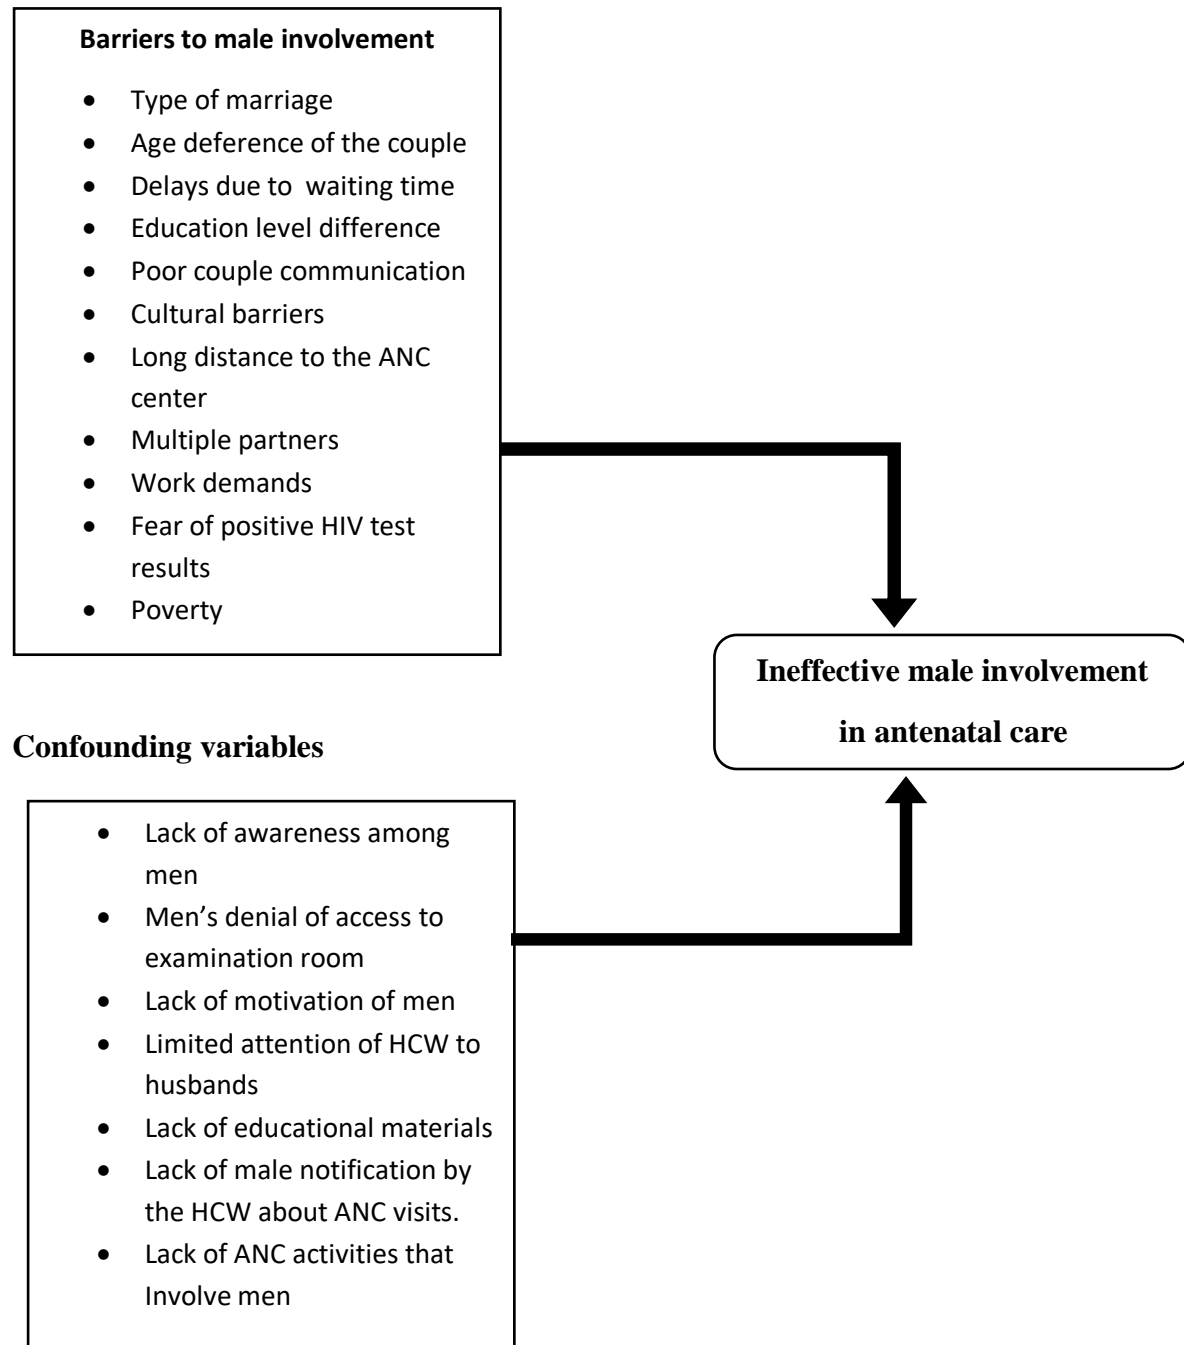 Barriers to male involvement
• Type of marriage
• Age deference of the couple
• Delays due to waiting time
• Education level difference
• Poor couple communication
• Cultural barriers
• Long distance to the ANC
center
• Multiple partners
• Work demands
• Fear of positive HIV test
results
• Poverty
Ineffective male involvement
in antenatal care
Confounding variables
• Lack of awareness among
men
• Men’s denial of access to
examination room
• Lack of motivation of men
• Limited attention of HCW to
husbands
• Lack of educational materials
• Lack of male notification by
the HCW about ANC visits.
• Lack of ANC activities that
Involve men